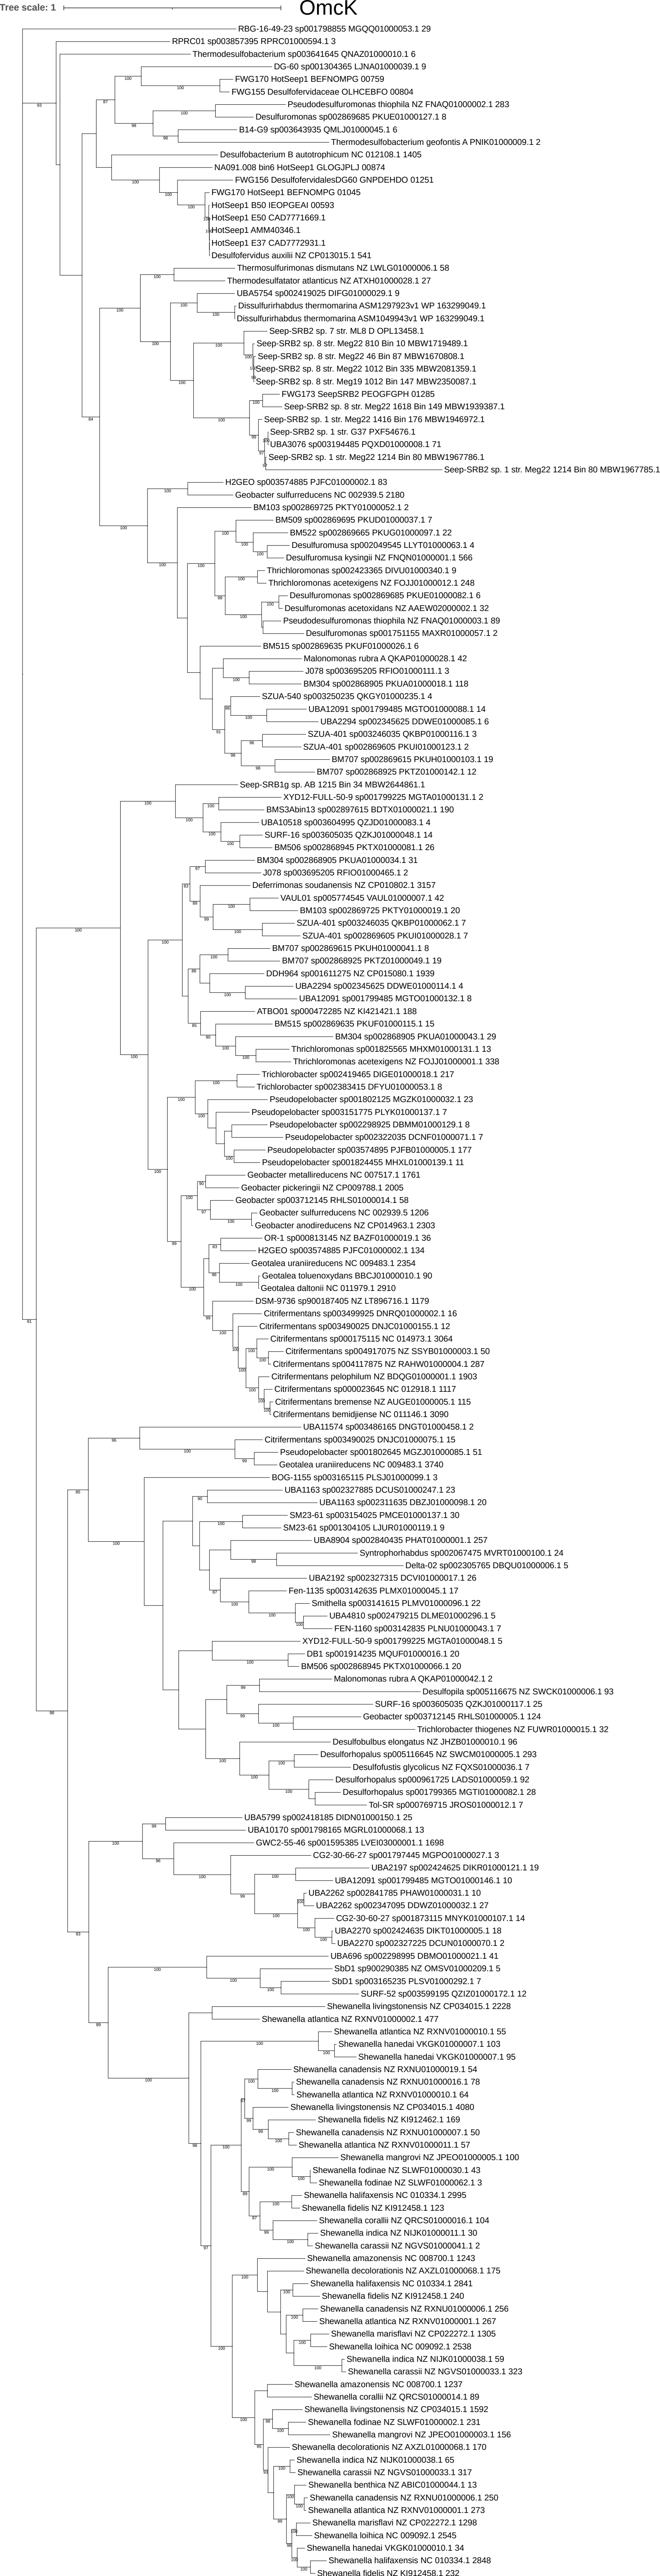 Tree scale: 1
OmcK
RBG-16-49-23 sp001798855 MGQQ01000053.1 29
RPRC01 sp003857395 RPRC01000594.1 3
Thermodesulfobacterium sp003641645 QNAZ01000010.1 6
DG-60 sp001304365 LJNA01000039.1 9
FWG170 HotSeep1 BEFNOMPG 00759
FWG155 Desulfofervidaceae OLHCEBFO 00804
Pseudodesulfuromonas thiophila NZ FNAQ01000002.1 283
Desulfuromonas sp002869685 PKUE01000127.1 8
B14-G9 sp003643935 QMLJ01000045.1 6
Thermodesulfobacterium geofontis A PNIK01000009.1 2
Desulfobacterium B autotrophicum NC 012108.1 1405
NA091.008 bin6 HotSeep1 GLOGJPLJ 00874
FWG156 DesulfofervidalesDG60 GNPDEHDO 01251
FWG170 HotSeep1 BEFNOMPG 01045
HotSeep1 B50 IEOPGEAI 00593
HotSeep1 E50 CAD7771669.1
HotSeep1 AMM40346.1
HotSeep1 E37 CAD7772931.1
Desulfofervidus auxilii NZ CP013015.1 541
Thermosulfurimonas dismutans NZ LWLG01000006.1 58
Thermodesulfatator atlanticus NZ ATXH01000028.1 27
UBA5754 sp002419025 DIFG01000029.1 9
Dissulfurirhabdus thermomarina ASM1297923v1 WP 163299049.1
Dissulfurirhabdus thermomarina ASM1049943v1 WP 163299049.1
Seep-SRB2 sp. 7 str. ML8 D OPL13458.1
Seep-SRB2 sp. 8 str. Meg22 810 Bin 10 MBW1719489.1
Seep-SRB2 sp. 8 str. Meg22 46 Bin 87 MBW1670808.1
Seep-SRB2 sp. 8 str. Meg22 1012 Bin 335 MBW2081359.1
Seep-SRB2 sp. 8 str. Meg19 1012 Bin 147 MBW2350087.1
FWG173 SeepSRB2 PEOGFGPH 01285
Seep-SRB2 sp. 8 str. Meg22 1618 Bin 149 MBW1939387.1
Seep-SRB2 sp. 1 str. Meg22 1416 Bin 176 MBW1946972.1
Seep-SRB2 sp. 1 str. G37 PXF54676.1
UBA3076 sp003194485 PQXD01000008.1 71
Seep-SRB2 sp. 1 str. Meg22 1214 Bin 80 MBW1967786.1
Seep-SRB2 sp. 1 str. Meg22 1214 Bin 80 MBW1967785.1
H2GEO sp003574885 PJFC01000002.1 83
Geobacter sulfurreducens NC 002939.5 2180
BM103 sp002869725 PKTY01000052.1 2
BM509 sp002869695 PKUD01000037.1 7
BM522 sp002869665 PKUG01000097.1 22
Desulfuromusa sp002049545 LLYT01000063.1 4
Desulfuromusa kysingii NZ FNQN01000001.1 566
Thrichloromonas sp002423365 DIVU01000340.1 9
Thrichloromonas acetexigens NZ FOJJ01000012.1 248
Desulfuromonas sp002869685 PKUE01000082.1 6
Desulfuromonas acetoxidans NZ AAEW02000002.1 32
Pseudodesulfuromonas thiophila NZ FNAQ01000003.1 89
Desulfuromonas sp001751155 MAXR01000057.1 2
BM515 sp002869635 PKUF01000026.1 6
Malonomonas rubra A QKAP01000028.1 42
J078 sp003695205 RFIO01000111.1 3
BM304 sp002868905 PKUA01000018.1 118
SZUA-540 sp003250235 QKGY01000235.1 4
UBA12091 sp001799485 MGTO01000088.1 14
UBA2294 sp002345625 DDWE01000085.1 6
SZUA-401 sp003246035 QKBP01000116.1 3
SZUA-401 sp002869605 PKUI01000123.1 2
BM707 sp002869615 PKUH01000103.1 19
BM707 sp002868925 PKTZ01000142.1 12
Seep-SRB1g sp. AB 1215 Bin 34 MBW2644861.1
XYD12-FULL-50-9 sp001799225 MGTA01000131.1 2
BMS3Abin13 sp002897615 BDTX01000021.1 190
UBA10518 sp003604995 QZJD01000083.1 4
SURF-16 sp003605035 QZKJ01000048.1 14
BM506 sp002868945 PKTX01000081.1 26
BM304 sp002868905 PKUA01000034.1 31
J078 sp003695205 RFIO01000465.1 2
Deferrimonas soudanensis NZ CP010802.1 3157
VAUL01 sp005774545 VAUL01000007.1 42
BM103 sp002869725 PKTY01000019.1 20
SZUA-401 sp003246035 QKBP01000062.1 7
SZUA-401 sp002869605 PKUI01000028.1 7
BM707 sp002869615 PKUH01000041.1 8
BM707 sp002868925 PKTZ01000049.1 19
DDH964 sp001611275 NZ CP015080.1 1939
UBA2294 sp002345625 DDWE01000114.1 4
UBA12091 sp001799485 MGTO01000132.1 8
ATBO01 sp000472285 NZ KI421421.1 188
BM515 sp002869635 PKUF01000115.1 15
BM304 sp002868905 PKUA01000043.1 29
Thrichloromonas sp001825565 MHXM01000131.1 13
Thrichloromonas acetexigens NZ FOJJ01000001.1 338
Trichlorobacter sp002419465 DIGE01000018.1 217
Trichlorobacter sp002383415 DFYU01000053.1 8
Pseudopelobacter sp001802125 MGZK01000032.1 23
Pseudopelobacter sp003151775 PLYK01000137.1 7
Pseudopelobacter sp002298925 DBMM01000129.1 8
Pseudopelobacter sp002322035 DCNF01000071.1 7
Pseudopelobacter sp003574895 PJFB01000005.1 177
Pseudopelobacter sp001824455 MHXL01000139.1 11
Geobacter metallireducens NC 007517.1 1761
Geobacter pickeringii NZ CP009788.1 2005
Geobacter sp003712145 RHLS01000014.1 58
Geobacter sulfurreducens NC 002939.5 1206
Geobacter anodireducens NZ CP014963.1 2303
OR-1 sp000813145 NZ BAZF01000019.1 36
H2GEO sp003574885 PJFC01000002.1 134
Geotalea uraniireducens NC 009483.1 2354
Geotalea toluenoxydans BBCJ01000010.1 90
Geotalea daltonii NC 011979.1 2910
DSM-9736 sp900187405 NZ LT896716.1 1179
Citrifermentans sp003499925 DNRQ01000002.1 16
Citrifermentans sp003490025 DNJC01000155.1 12
Citrifermentans sp000175115 NC 014973.1 3064
Citrifermentans sp004917075 NZ SSYB01000003.1 50
Citrifermentans sp004117875 NZ RAHW01000004.1 287
Citrifermentans pelophilum NZ BDQG01000001.1 1903
Citrifermentans sp000023645 NC 012918.1 1117
Citrifermentans bremense NZ AUGE01000005.1 115
Citrifermentans bemidjiense NC 011146.1 3090
UBA11574 sp003486165 DNGT01000458.1 2
Citrifermentans sp003490025 DNJC01000075.1 15
Pseudopelobacter sp001802645 MGZJ01000085.1 51
Geotalea uraniireducens NC 009483.1 3740
BOG-1155 sp003165115 PLSJ01000099.1 3
UBA1163 sp002327885 DCUS01000247.1 23
UBA1163 sp002311635 DBZJ01000098.1 20
SM23-61 sp003154025 PMCE01000137.1 30
SM23-61 sp001304105 LJUR01000119.1 9
UBA8904 sp002840435 PHAT01000001.1 257
Syntrophorhabdus sp002067475 MVRT01000100.1 24
Delta-02 sp002305765 DBQU01000006.1 5
UBA2192 sp002327315 DCVI01000017.1 26
Fen-1135 sp003142635 PLMX01000045.1 17
Smithella sp003141615 PLMV01000096.1 22
UBA4810 sp002479215 DLME01000296.1 5
FEN-1160 sp003142835 PLNU01000043.1 7
XYD12-FULL-50-9 sp001799225 MGTA01000048.1 5
DB1 sp001914235 MQUF01000016.1 20
BM506 sp002868945 PKTX01000066.1 20
Malonomonas rubra A QKAP01000042.1 2
Desulfopila sp005116675 NZ SWCK01000006.1 93
SURF-16 sp003605035 QZKJ01000117.1 25
Geobacter sp003712145 RHLS01000005.1 124
Trichlorobacter thiogenes NZ FUWR01000015.1 32
Desulfobulbus elongatus NZ JHZB01000010.1 96
Desulforhopalus sp005116645 NZ SWCM01000005.1 293
Desulfofustis glycolicus NZ FQXS01000036.1 7
Desulforhopalus sp000961725 LADS01000059.1 92
Desulforhopalus sp001799365 MGTI01000082.1 28
Tol-SR sp000769715 JROS01000012.1 7
UBA5799 sp002418185 DIDN01000150.1 25
UBA10170 sp001798165 MGRL01000068.1 13
GWC2-55-46 sp001595385 LVEI03000001.1 1698
CG2-30-66-27 sp001797445 MGPO01000027.1 3
UBA2197 sp002424625 DIKR01000121.1 19
UBA12091 sp001799485 MGTO01000146.1 10
UBA2262 sp002841785 PHAW01000031.1 10
UBA2262 sp002347095 DDWZ01000032.1 27
CG2-30-60-27 sp001873115 MNYK01000107.1 14
UBA2270 sp002424635 DIKT01000005.1 18
UBA2270 sp002327225 DCUN01000070.1 2
UBA696 sp002298995 DBMO01000021.1 41
SbD1 sp900290385 NZ OMSV01000209.1 5
SbD1 sp003165235 PLSV01000292.1 7
SURF-52 sp003599195 QZIZ01000172.1 12
Shewanella livingstonensis NZ CP034015.1 2228
Shewanella atlantica NZ RXNV01000002.1 477
Shewanella atlantica NZ RXNV01000010.1 55
Shewanella hanedai VKGK01000007.1 103
Shewanella hanedai VKGK01000007.1 95
Shewanella canadensis NZ RXNU01000019.1 54
Shewanella canadensis NZ RXNU01000016.1 78
Shewanella atlantica NZ RXNV01000010.1 64
Shewanella livingstonensis NZ CP034015.1 4080
Shewanella fidelis NZ KI912462.1 169
Shewanella canadensis NZ RXNU01000007.1 50
Shewanella atlantica NZ RXNV01000011.1 57
Shewanella mangrovi NZ JPEO01000005.1 100
Shewanella fodinae NZ SLWF01000030.1 43
Shewanella fodinae NZ SLWF01000062.1 3
Shewanella halifaxensis NC 010334.1 2995
Shewanella fidelis NZ KI912458.1 123
Shewanella corallii NZ QRCS01000016.1 104
Shewanella indica NZ NIJK01000011.1 30
Shewanella carassii NZ NGVS01000041.1 2
Shewanella amazonensis NC 008700.1 1243
Shewanella decolorationis NZ AXZL01000068.1 175
Shewanella halifaxensis NC 010334.1 2841
Shewanella fidelis NZ KI912458.1 240
Shewanella canadensis NZ RXNU01000006.1 256
Shewanella atlantica NZ RXNV01000001.1 267
Shewanella marisflavi NZ CP022272.1 1305
Shewanella loihica NC 009092.1 2538
Shewanella indica NZ NIJK01000038.1 59
Shewanella carassii NZ NGVS01000033.1 323
Shewanella amazonensis NC 008700.1 1237
Shewanella corallii NZ QRCS01000014.1 89
Shewanella livingstonensis NZ CP034015.1 1592
Shewanella fodinae NZ SLWF01000002.1 231
Shewanella mangrovi NZ JPEO01000003.1 156
Shewanella decolorationis NZ AXZL01000068.1 170
Shewanella indica NZ NIJK01000038.1 65
Shewanella carassii NZ NGVS01000033.1 317
Shewanella benthica NZ ABIC01000044.1 13
Shewanella canadensis NZ RXNU01000006.1 250
Shewanella atlantica NZ RXNV01000001.1 273
Shewanella marisflavi NZ CP022272.1 1298
Shewanella loihica NC 009092.1 2545
Shewanella hanedai VKGK01000010.1 34
Shewanella halifaxensis NC 010334.1 2848
Shewanella fidelis NZ KI912458.1 232